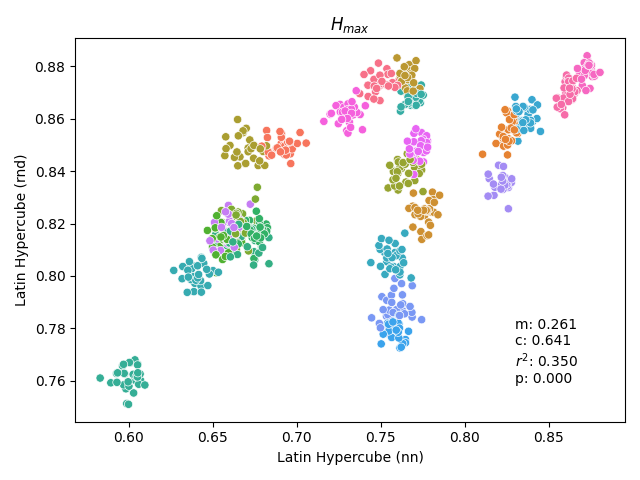 H_max
0.88
0.86
0.84
0.82
0.80
0.78
0.76
Latin Hypercube (rnd)
m: 0.261
c: 0.641
r²: 0.350
p: 0.000
0.60 0.65 0.70 0.75 0.80 0.85
Latin Hypercube (nn)